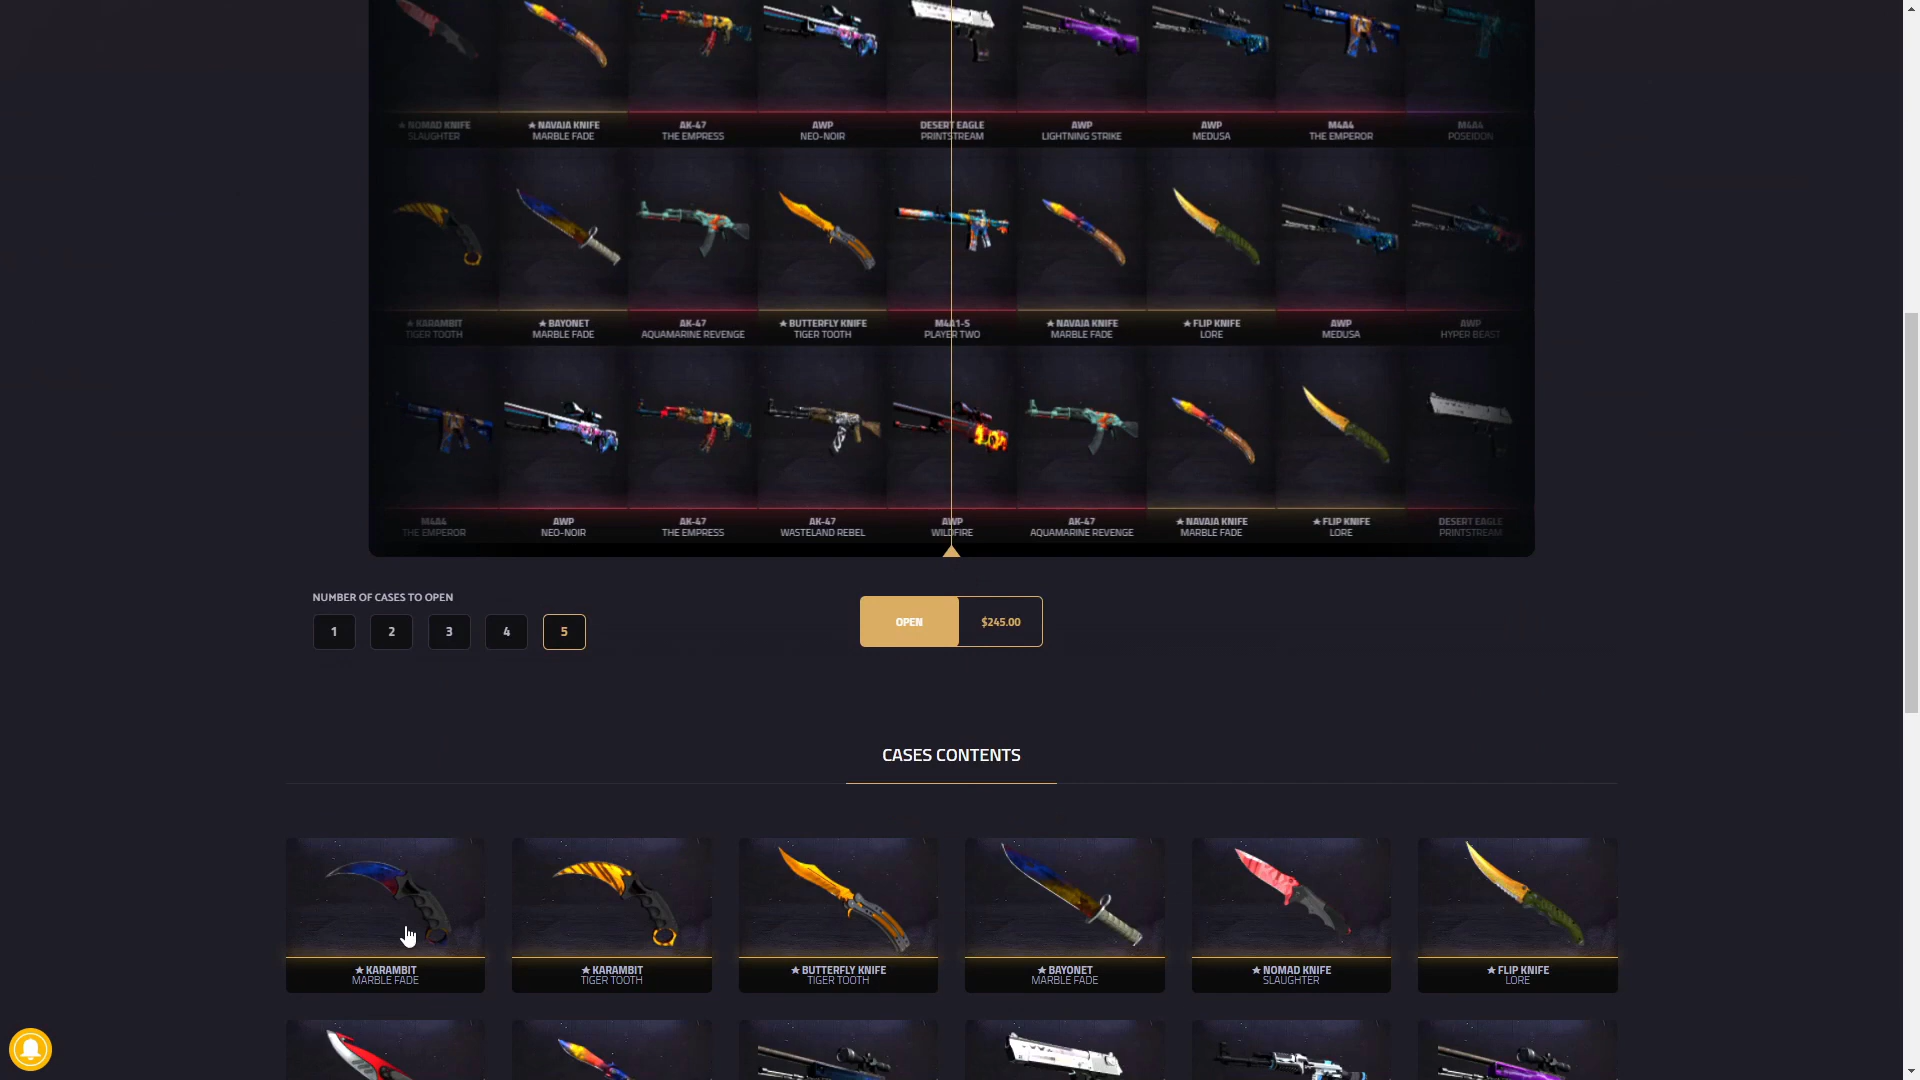 ★ NOMAD KNIFE
SLAUGHTER
★ NAVAJA KNIFE
MARBLE FADE
AK-47
THE EMPRESS
AWP
NEO-NOIR
DESERT EAGLE
PRINTSTREAM
AWP
LIGHTNING STRIKE
AWP
MEDUSA
M4A4
THE EMPEROR
M4A4
POSEIDON
★ KARAMBIT
TIGER TOOTH
★ BAYONET
MARBLE FADE
AK-47
AQUAMARINE REVENGE
★ BUTTERFLY KNIFE
TIGER TOOTH
M4A1-S
PLAYER TWO
★ NAVAJA KNIFE
MARBLE FADE
★ FLIP KNIFE
LORE
AWP
MEDUSA
AWP
HYPER BEAST
M4A4
THE EMPEROR
AWP
NEO-NOIR
AK-47
THE EMPRESS
AK-47
WASTELAND REBEL
AWP
WILDFIRE
AK-47
AQUAMARINE REVENGE
★ NAVAJA KNIFE
MARBLE FADE
★ FLIP KNIFE
LORE
DESERT EAGLE
PRINTSTREAM
NUMBER OF CASES TO OPEN
1 2 3 4 5
OPEN $245.00
CASES CONTENTS
★ KARAMBIT
MARBLE FADE
★ KARAMBIT
TIGER TOOTH
★ BUTTERFLY KNIFE
TIGER TOOTH
★ BAYONET
MARBLE FADE
★ NOMAD KNIFE
SLAUGHTER
★ FLIP KNIFE
LORE